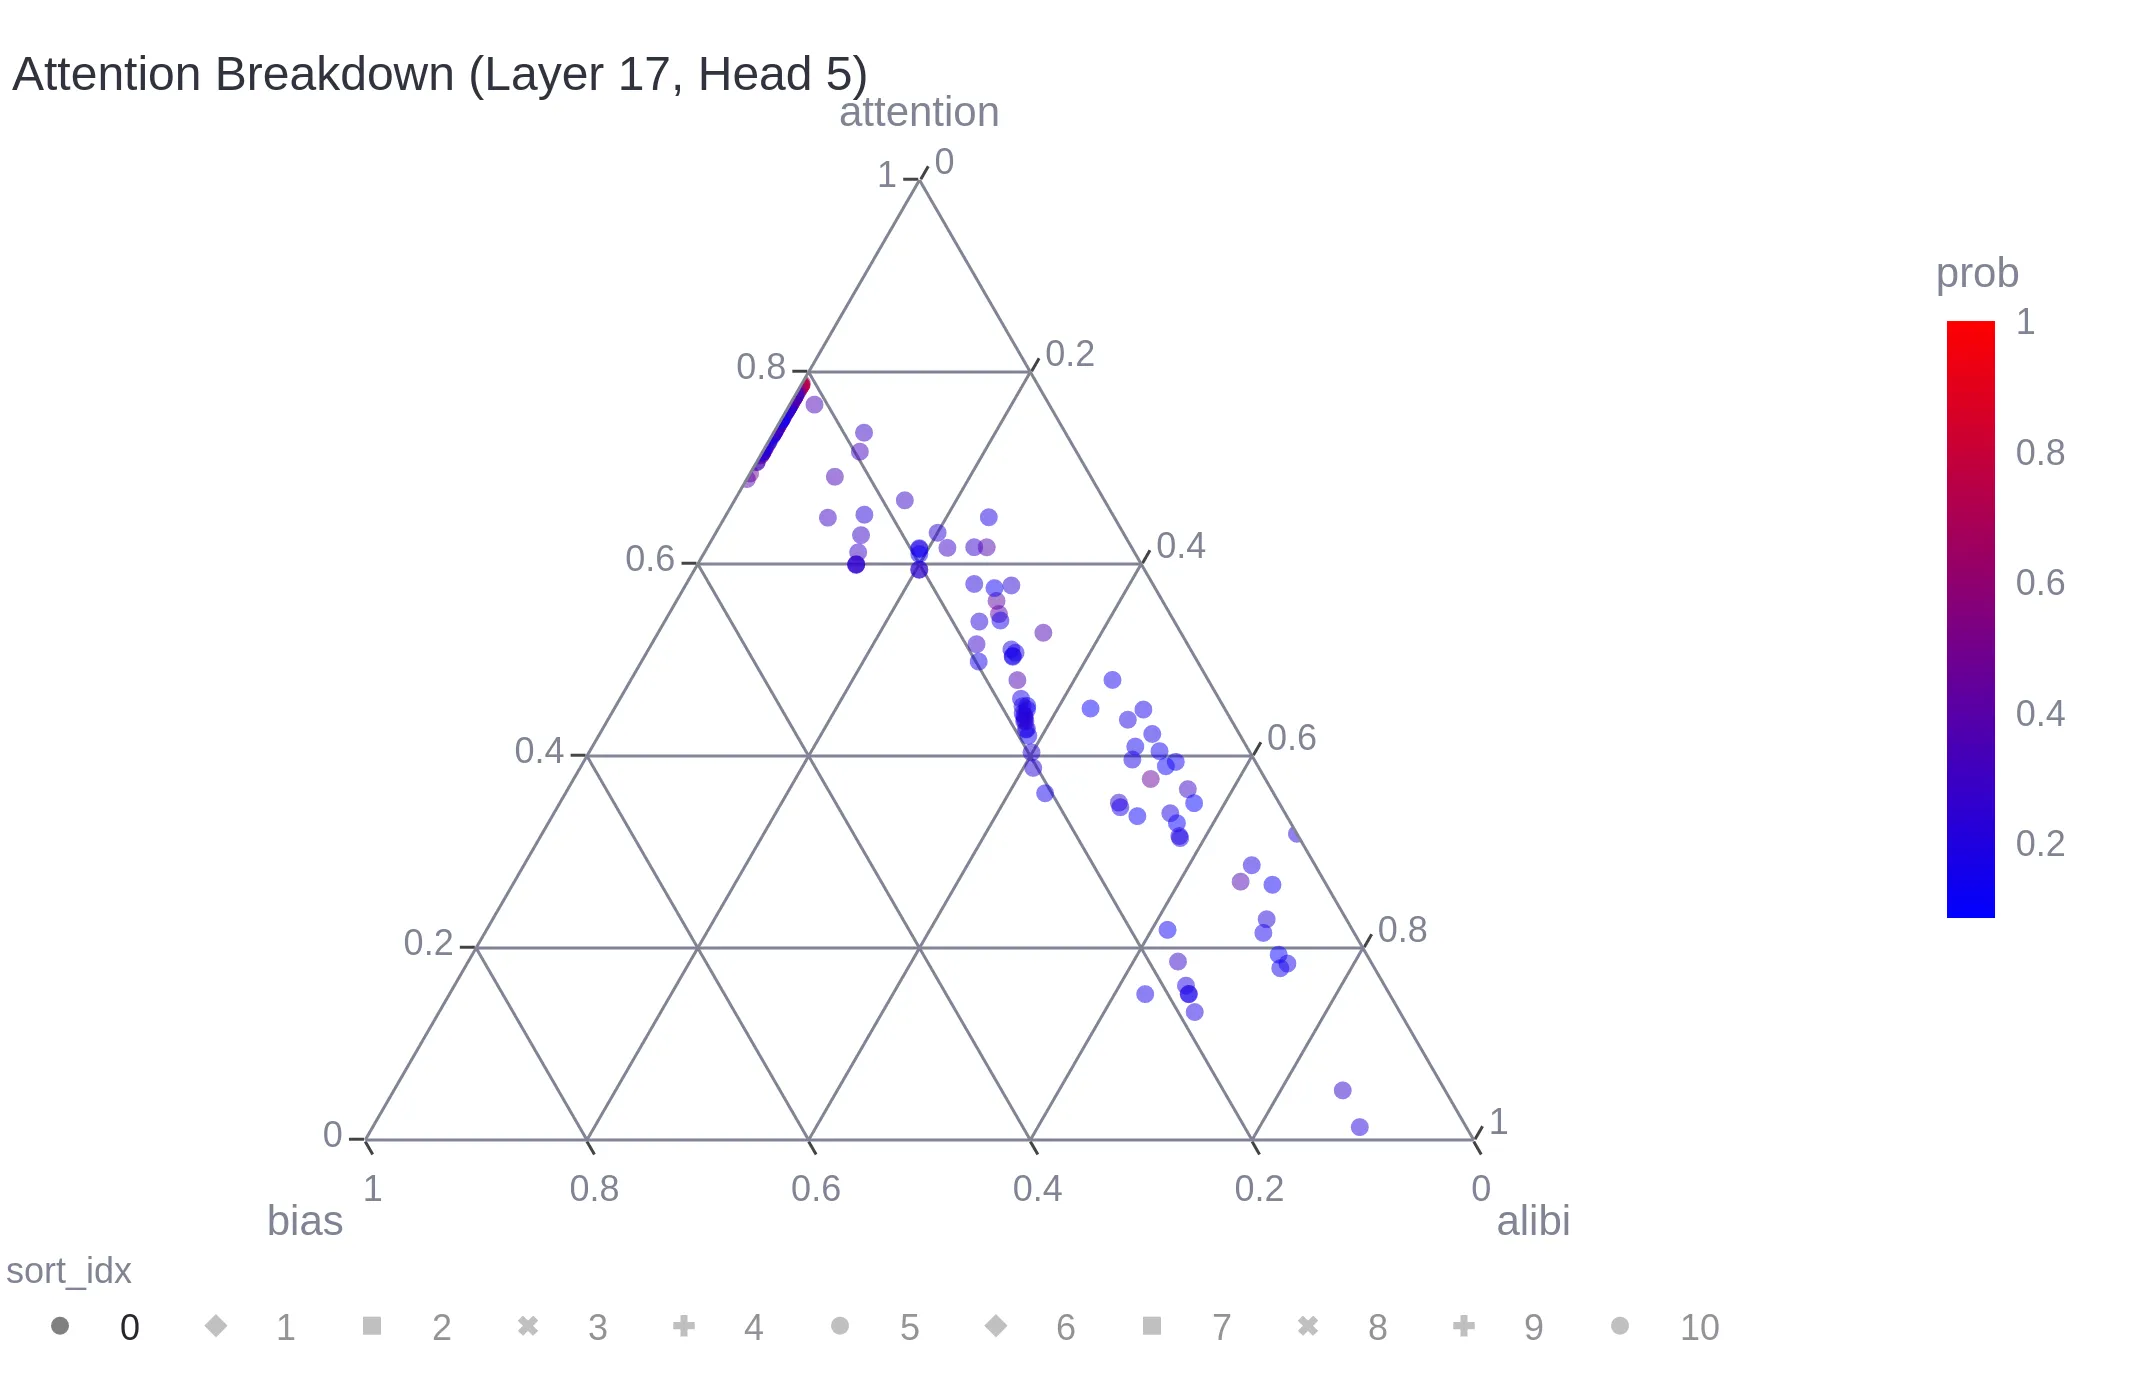 Attention Breakdown (Layer 17, Head 5)
attention
1 0
prob
1
0.8 0.2
0.8
0.6 0.4
0.6
0.4 0.6
0.4
0.2 0.8
0.2
0 1
1 0.8 0.6 0.4 0.2 0
bias alibi
sort_idx
0 1 2 3 4 5 6 7 8 9 10